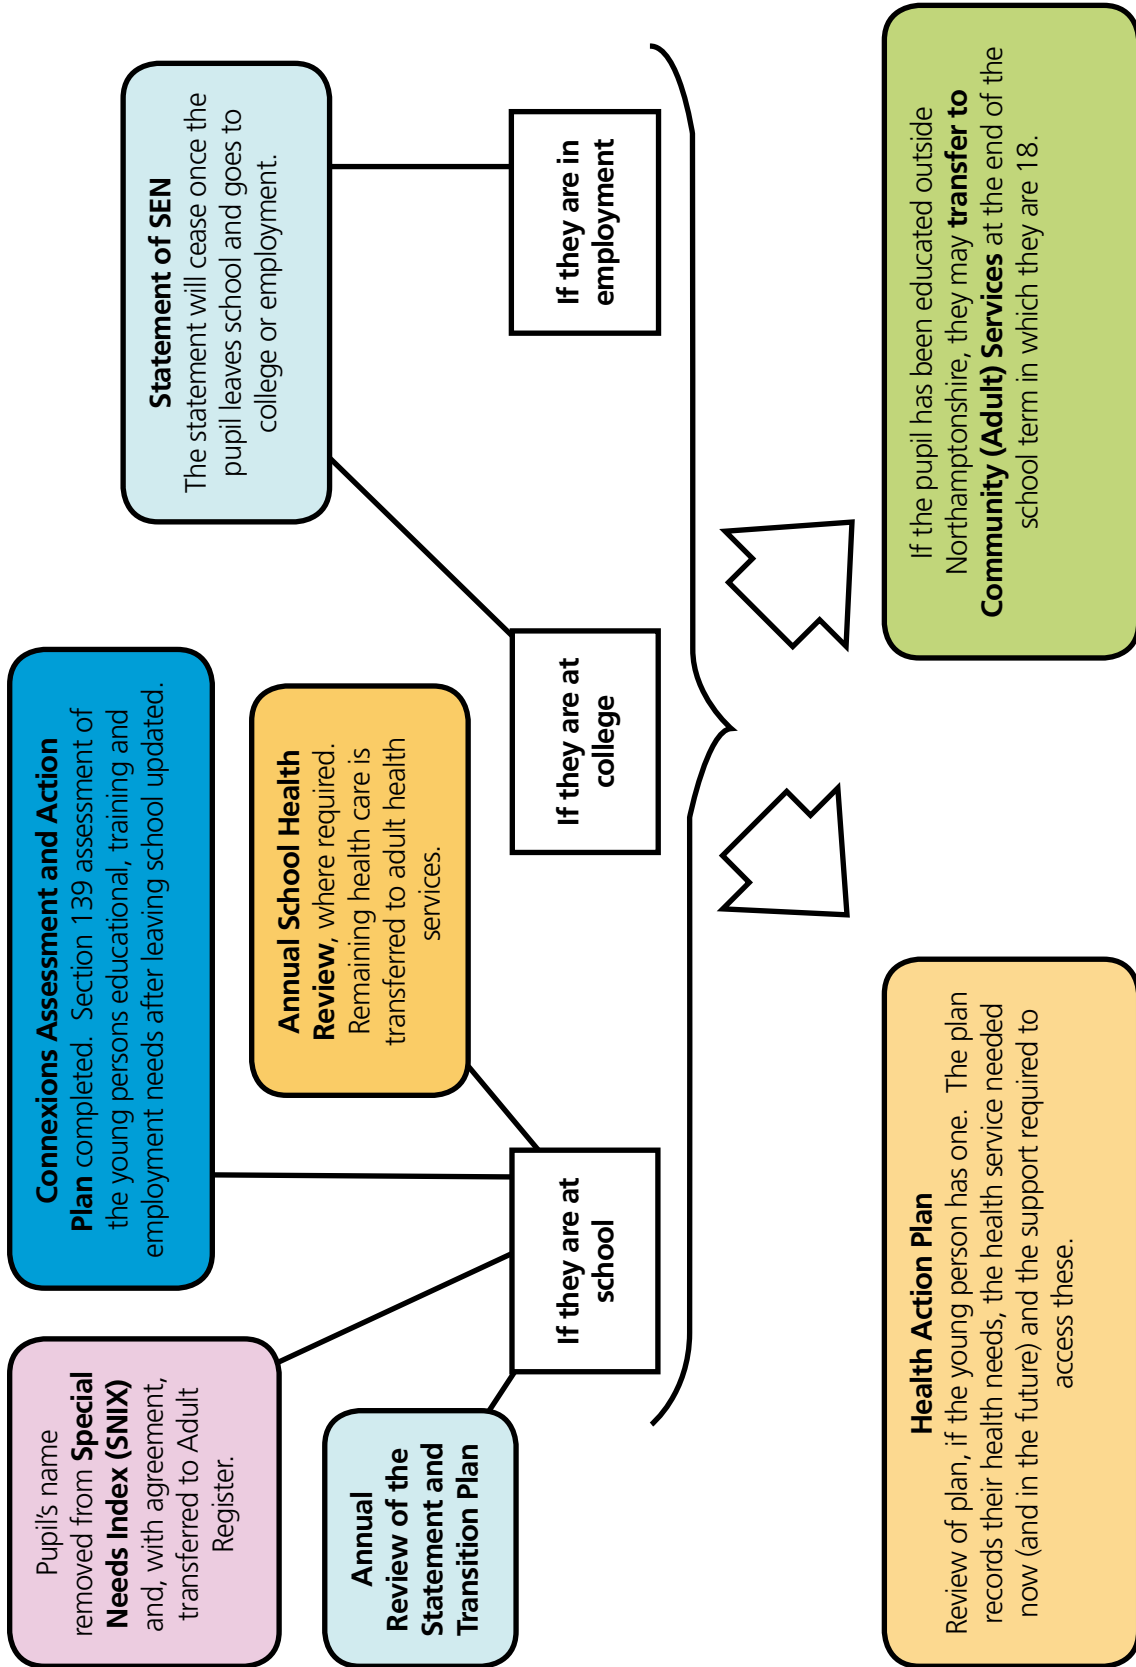 Pupil's name
removed from Special
Needs Index (SNIX)
and, with agreement,
transferred to Adult
Register.
Connexions Assessment and Action
Plan completed. Section 139 assessment of
the young persons educational, training and
employment needs after leaving school updated.
Statement of SEN
The statement will cease once the
pupil leaves school and goes to
college or employment.
Annual
Review of the
Statement and
Transition Plan
Annual School Health
Review, where required.
Remaining health care is
transferred to adult health
services.
If they are at
school
If they are at
college
If they are in
employment
Health Action Plan
Review of plan, if the young person has one. The plan
records their health needs, the health service needed
now (and in the future) and the support required to
access these.
If the pupil has been educated outside
Northamptonshire, they may transfer to
Community (Adult) Services at the end of the
school term in which they are 18.